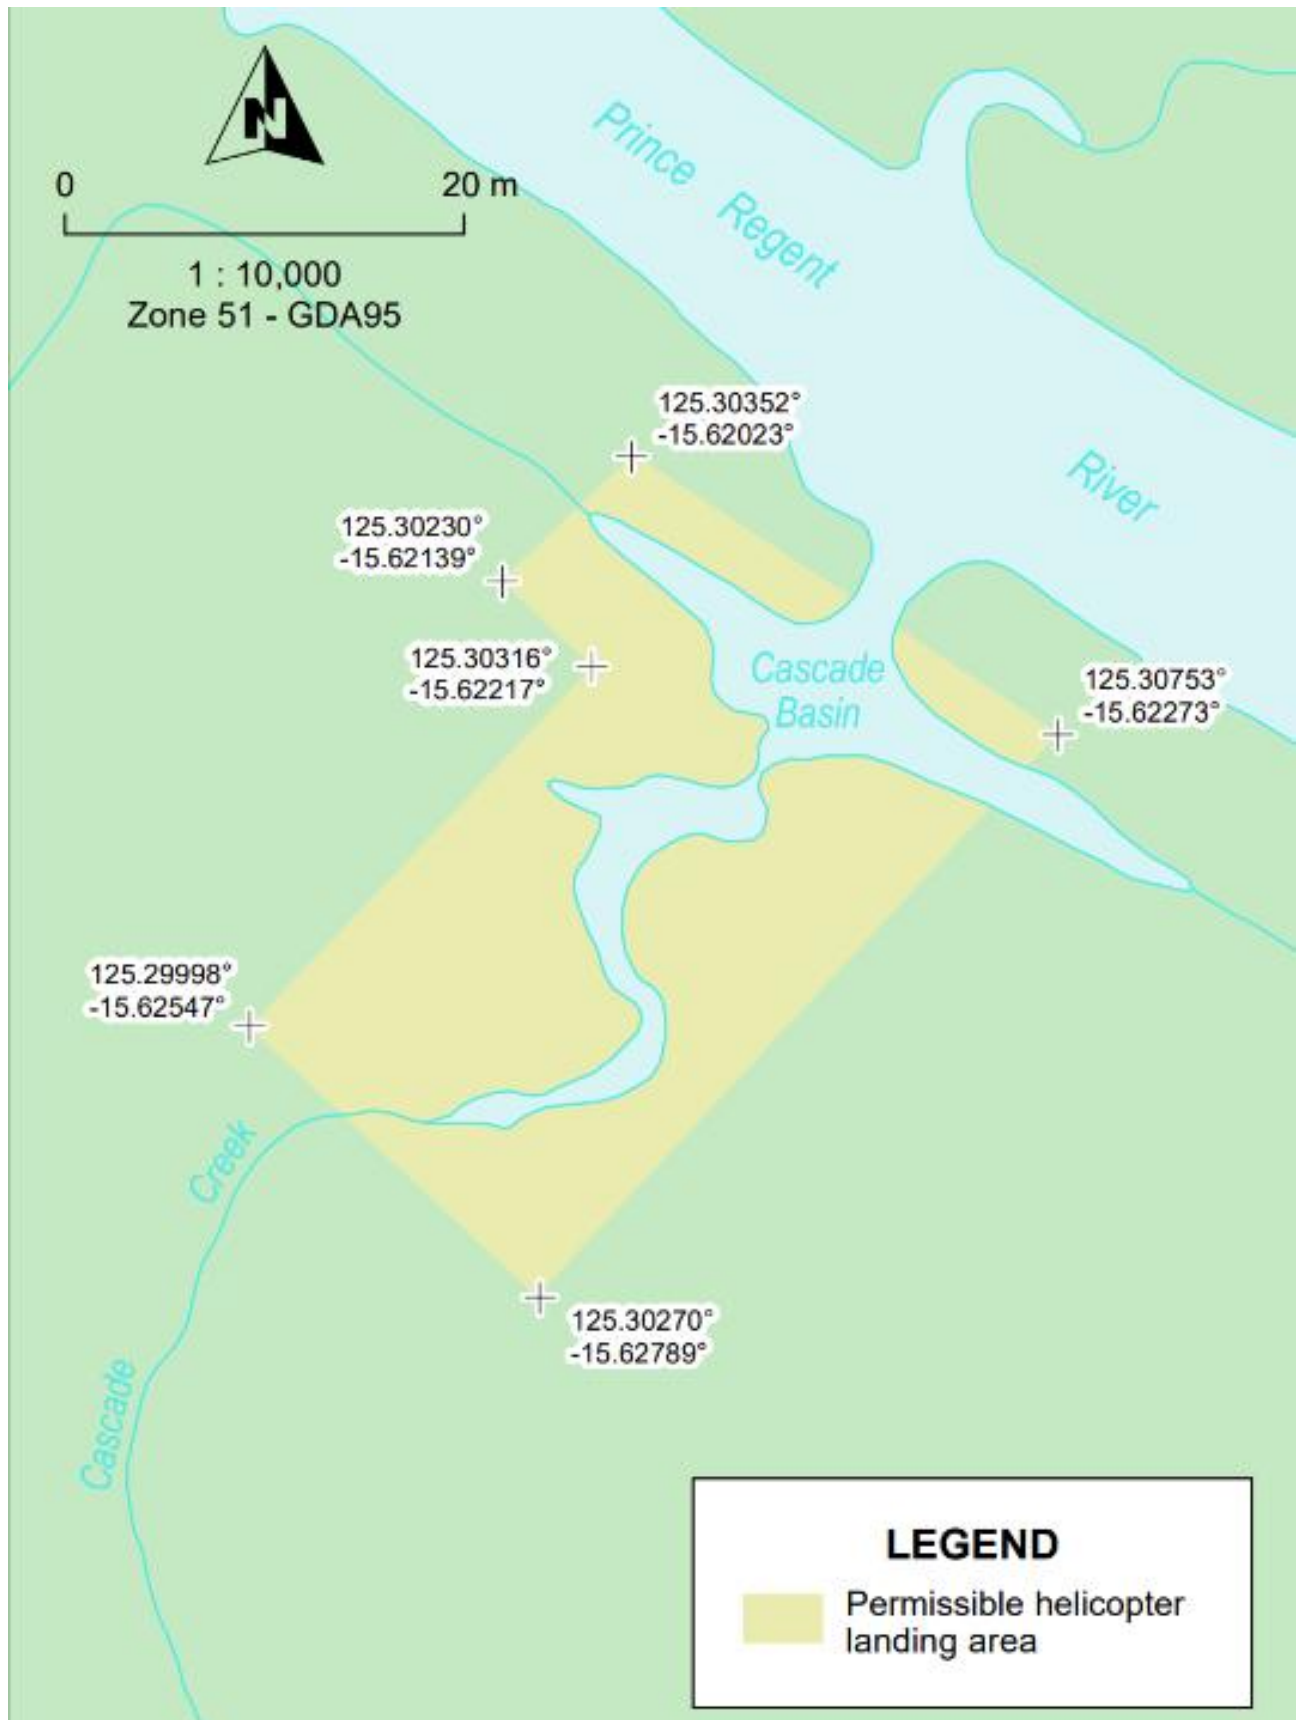 N
0 20 m
1 : 10,000
Zone 51 - GDA95
Prince Regent
River
125.30352°
-15.62023°
125.30230°
-15.62139°
125.30316°
-15.62217°
Cascade
Basin
125.30753°
-15.62273°
125.29998°
-15.62547°
Creek
Cascade
125.30270°
-15.62789°
LEGEND
Permissible helicopter
landing area